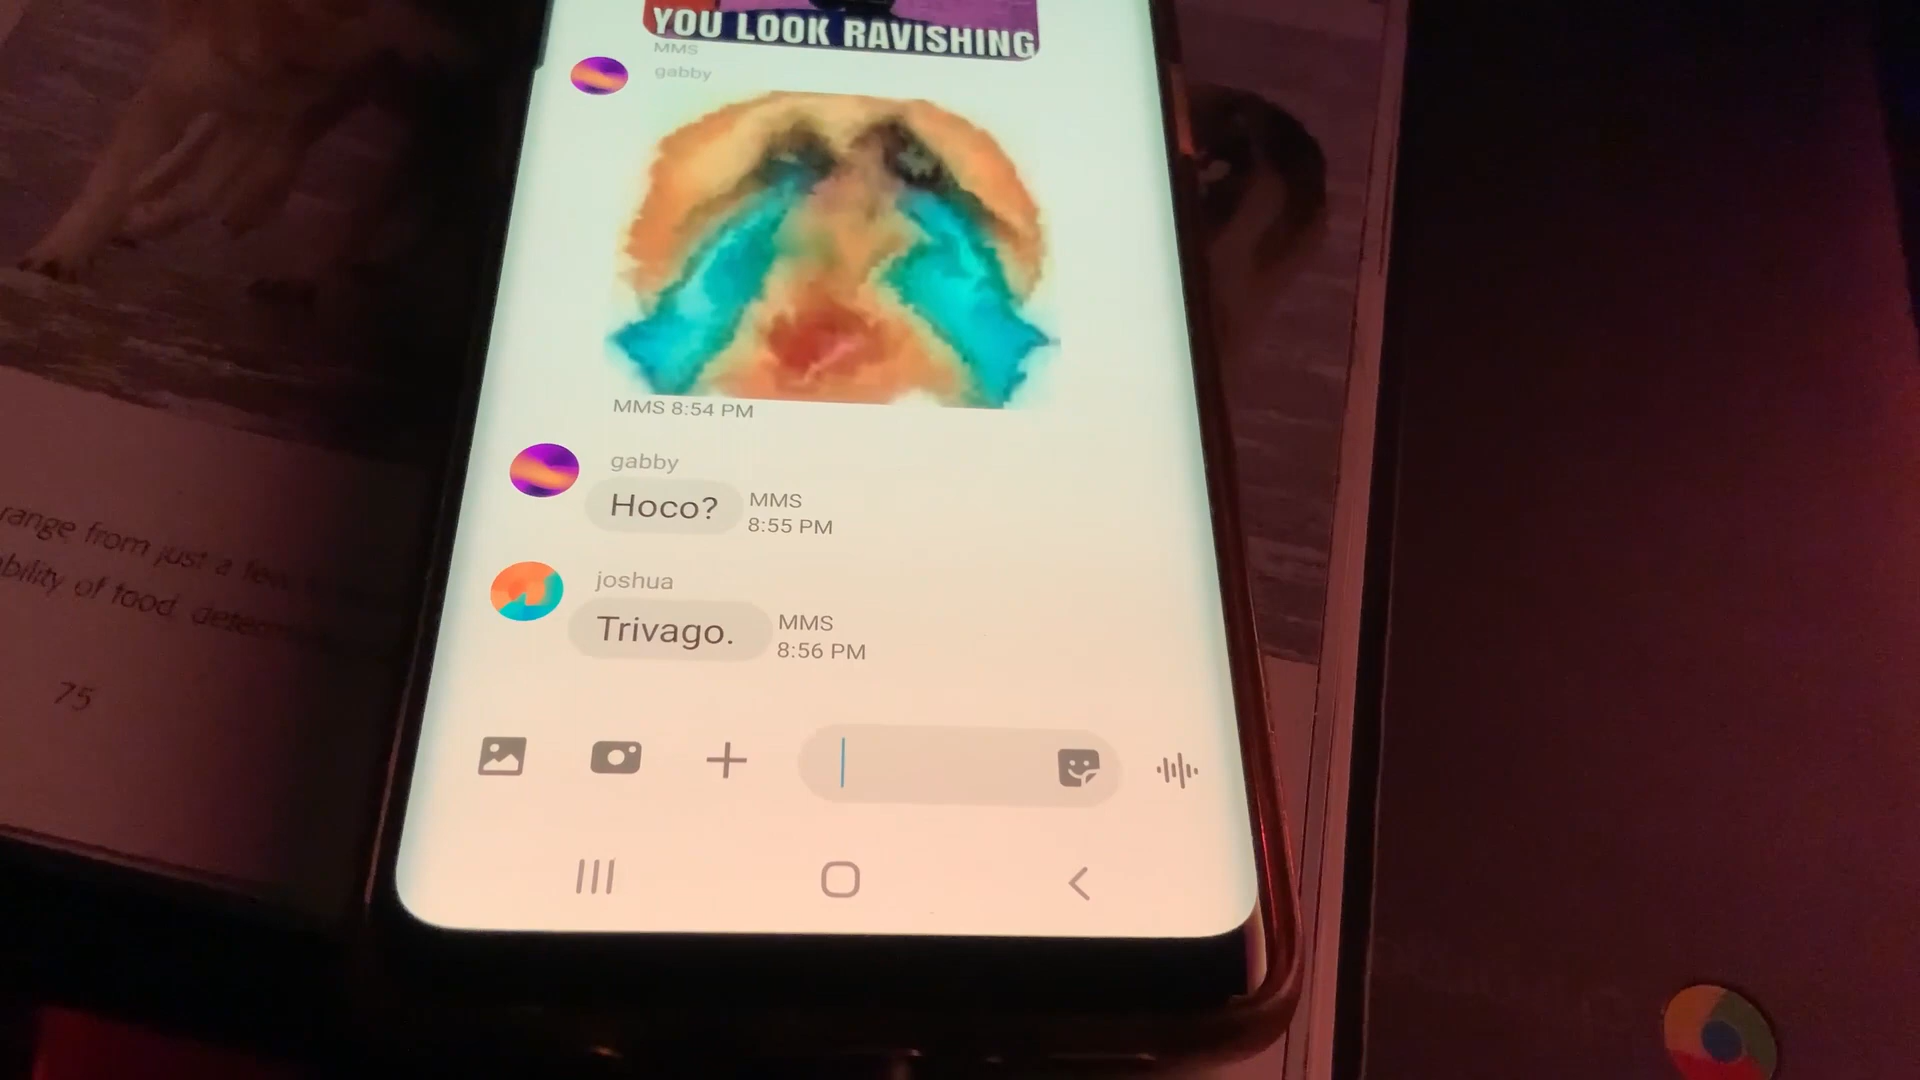 YOU LOOK RAVISHING
MMS
gabby
MMS 8:54 PM
gabby
Hoco?
MMS
8:55 PM
joshua
Trivago.
MMS
8:56 PM
range from just a few
bility of food, determ
75